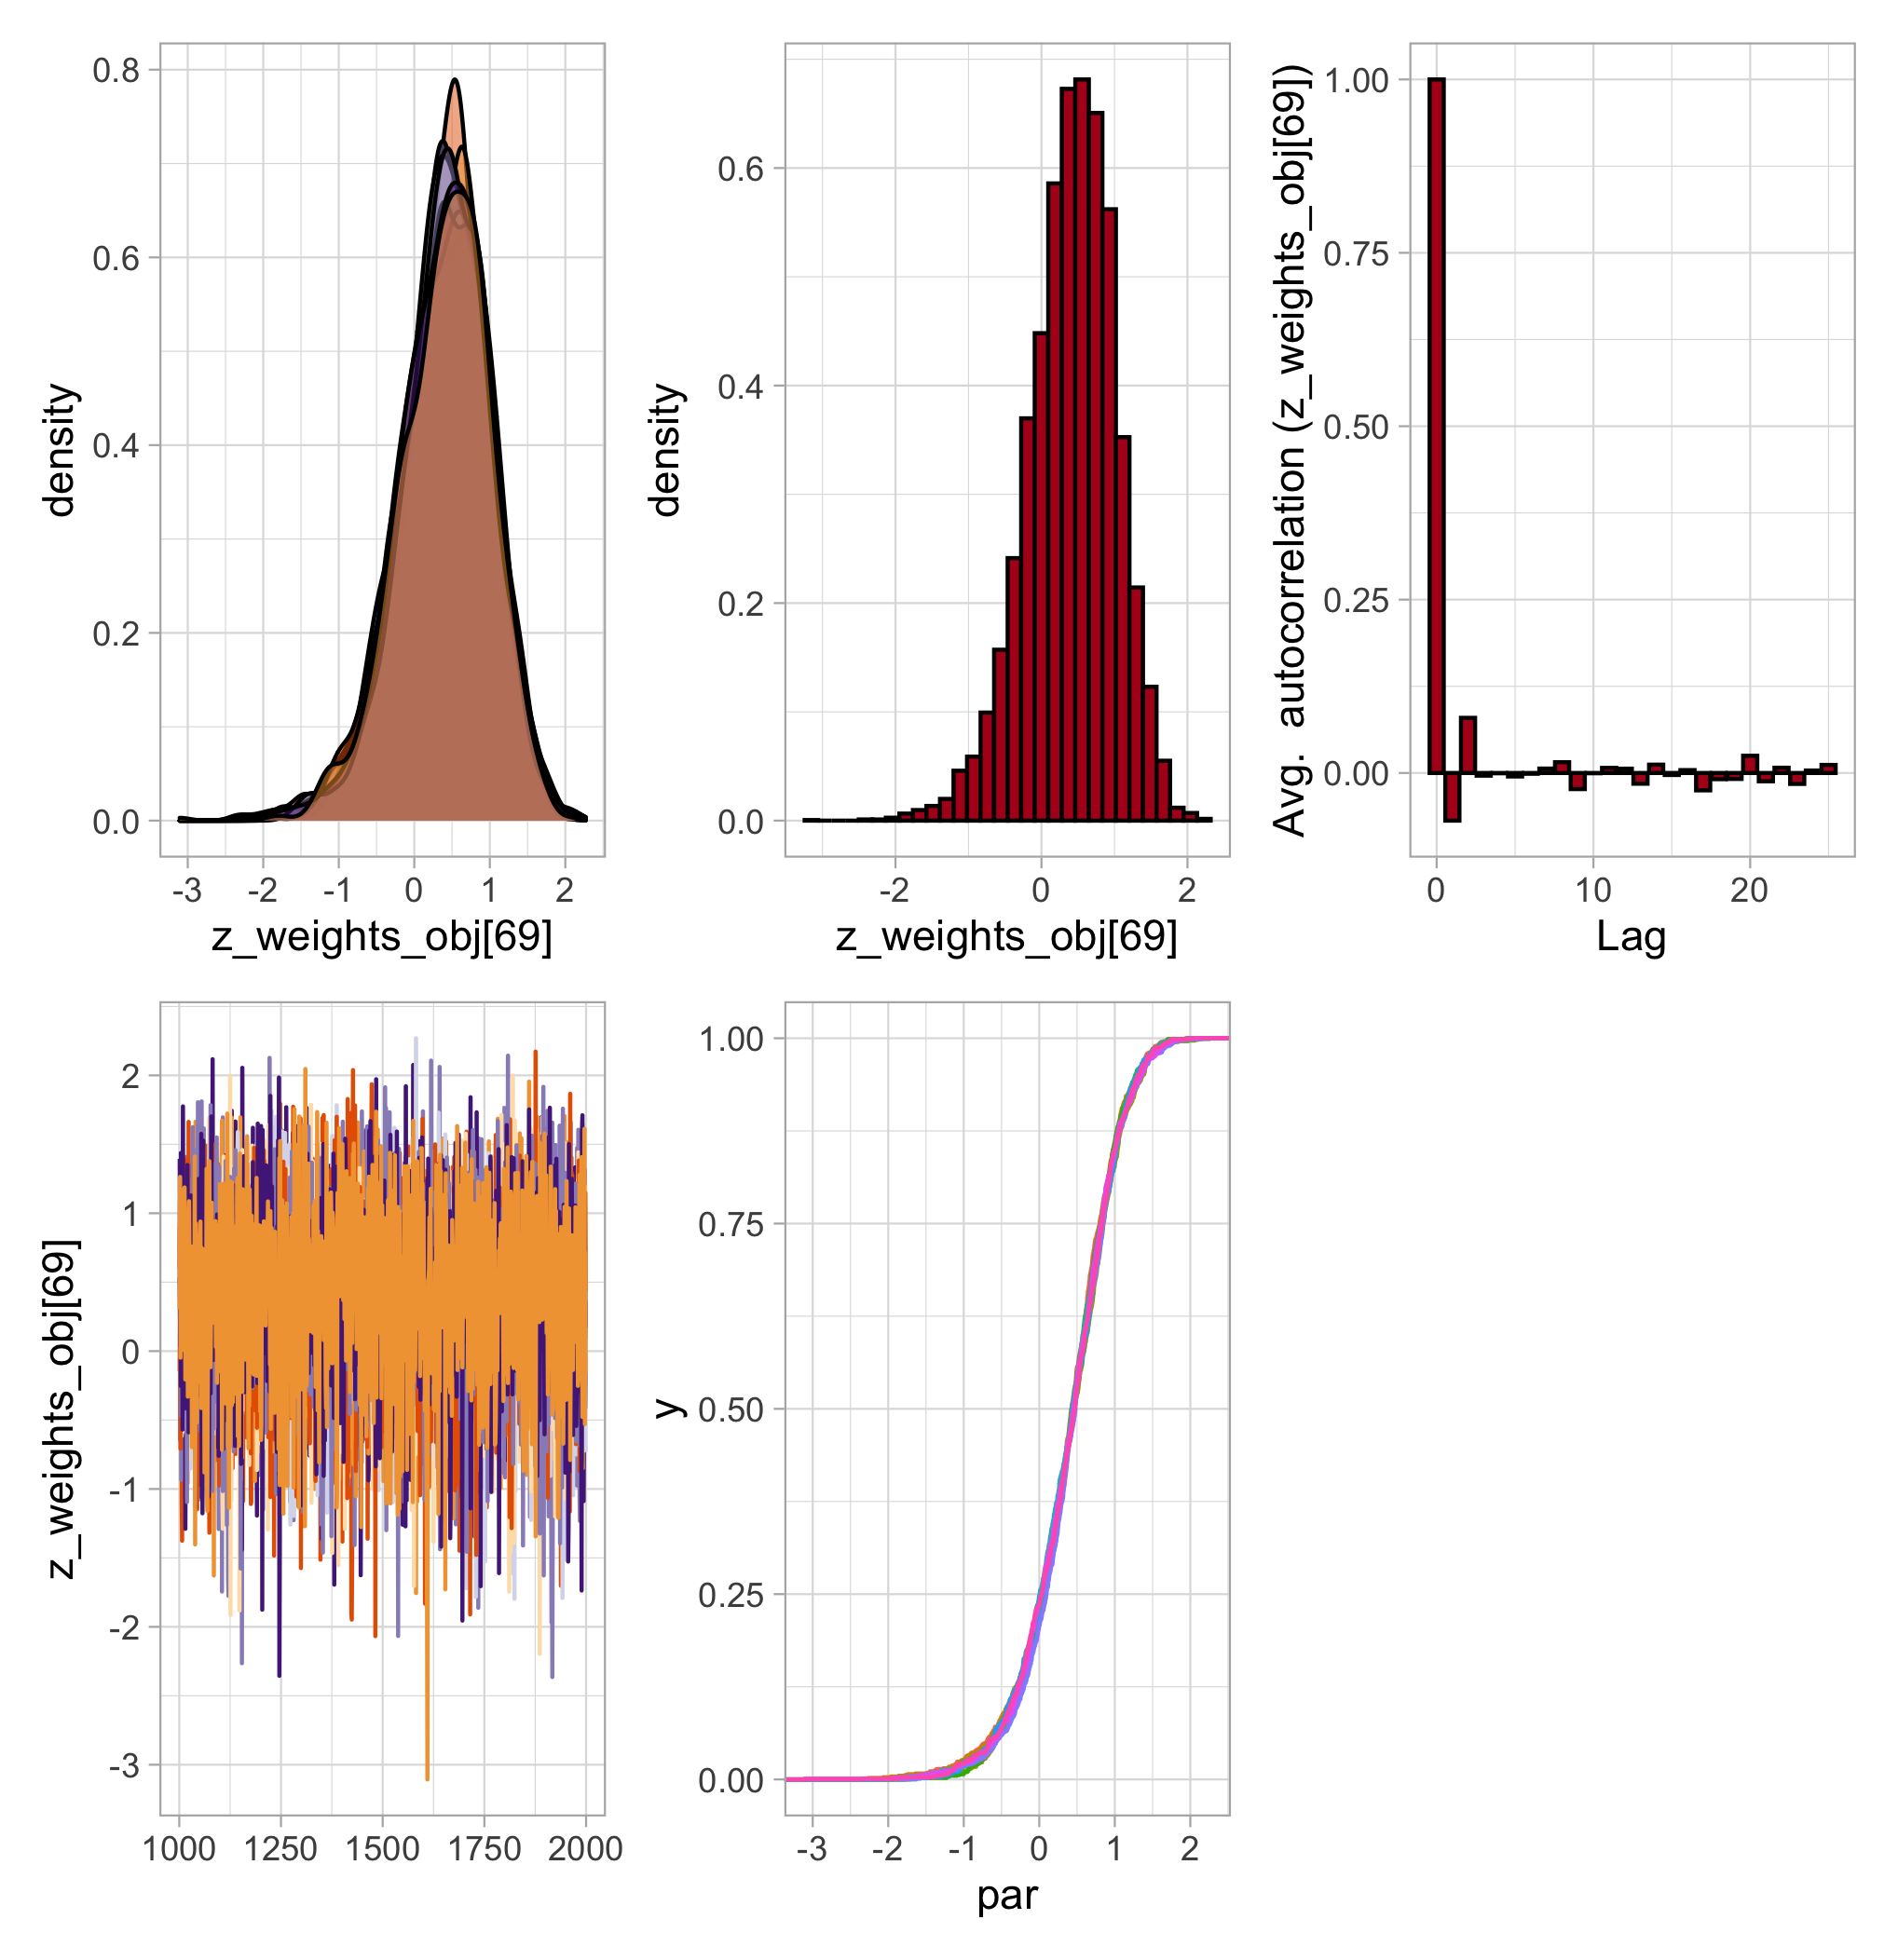 density
0.8
0.6
0.4
0.2
0.0
-3 -2 -1 0 1 2
z_weights_obj[69]
density
0.6
0.4
0.2
0.0
-2 0 2
z_weights_obj[69]
Avg. autocorrelation (z_weights_obj[69])
1.00
0.75
0.50
0.25
0.00
0 10 20
Lag
z_weights_obj[69]
2
1
0
-1
-2
-3
1000 1250 1500 1750 2000
y
1.00
0.75
0.50
0.25
0.00
-3 -2 -1 0 1 2
par